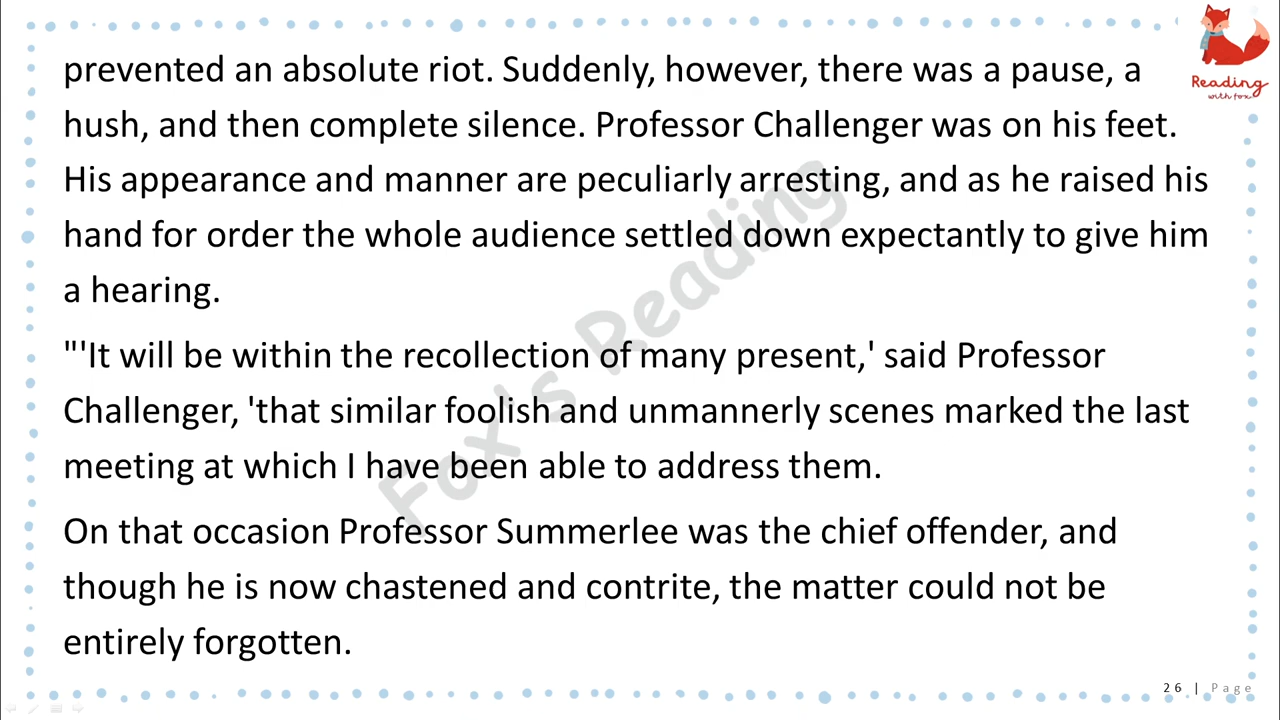 prevented an absolute riot. Suddenly, however, there was a pause, a
hush, and then complete silence. Professor Challenger was on his feet.
His appearance and manner are peculiarly arresting, and as he raised his
hand for order the whole audience settled down expectantly to give him
a hearing.
"'It will be within the recollection of many present,' said Professor
Challenger, 'that similar foolish and unmannerly scenes marked the last
meeting at which I have been able to address them.
On that occasion Professor Summerlee was the chief offender, and
though he is now chastened and contrite, the matter could not be
entirely forgotten.
Fox's Reading
Reading
with fox
26 | Page